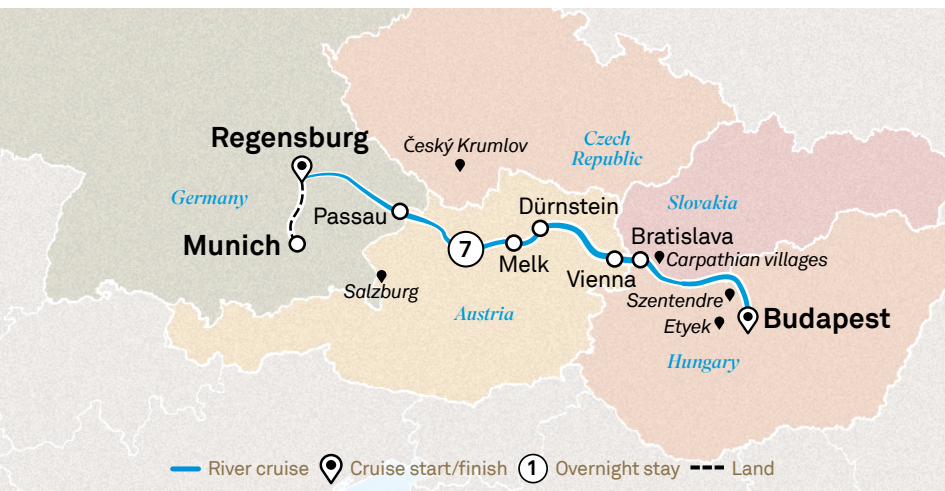 Regensburg
Český Krumlov
Czech
Republic
Germany
Passau
Slovakia
Dürnstein
Munich
7
Melk
Bratislava
Carpathian villages
Vienna
Salzburg
Szentendre
Austria
Etyek
Budapest
Hungary
River cruise
Cruise start/finish
1
Overnight stay
Land